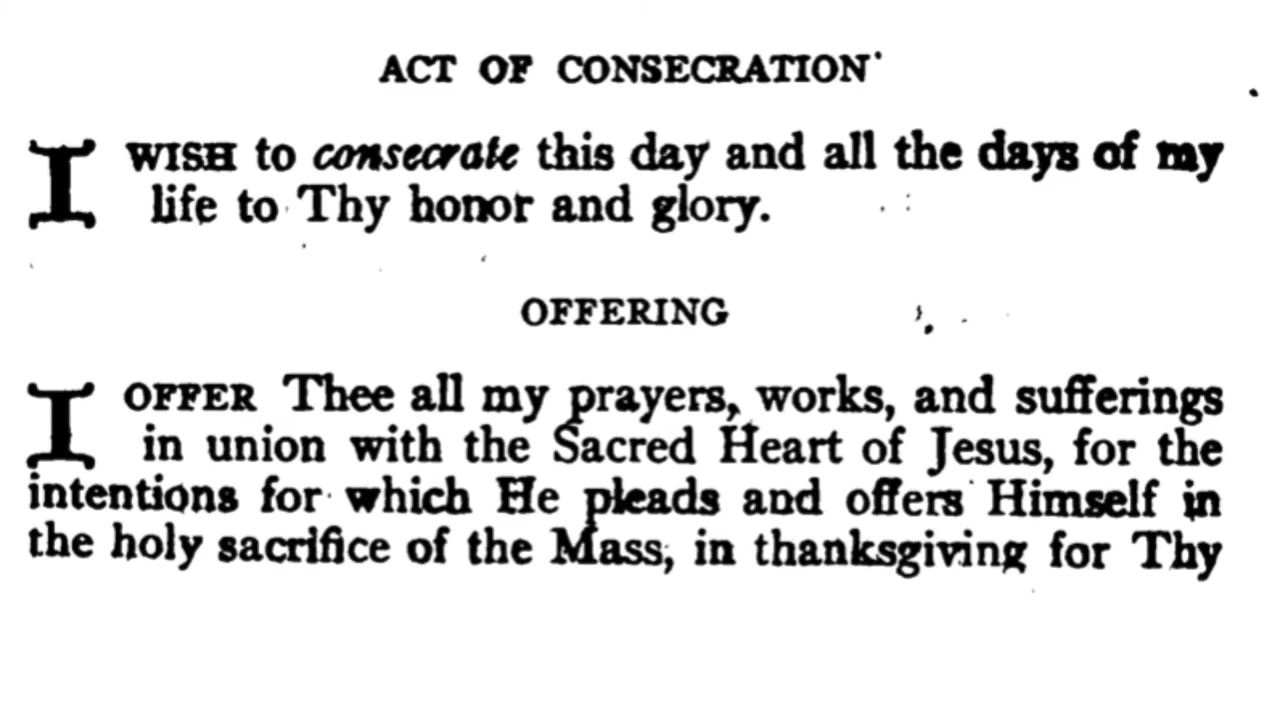 ACT OF CONSECRATION
I WISH to consecrate this day and all the days of my
life to Thy honor and glory.
OFFERING
I OFFER Thee all my prayers, works, and sufferings
in union with the Sacred Heart of Jesus, for the
intentions for which He pleads and offers Himself in
the holy sacrifice of the Mass, in thanksgiving for Thy